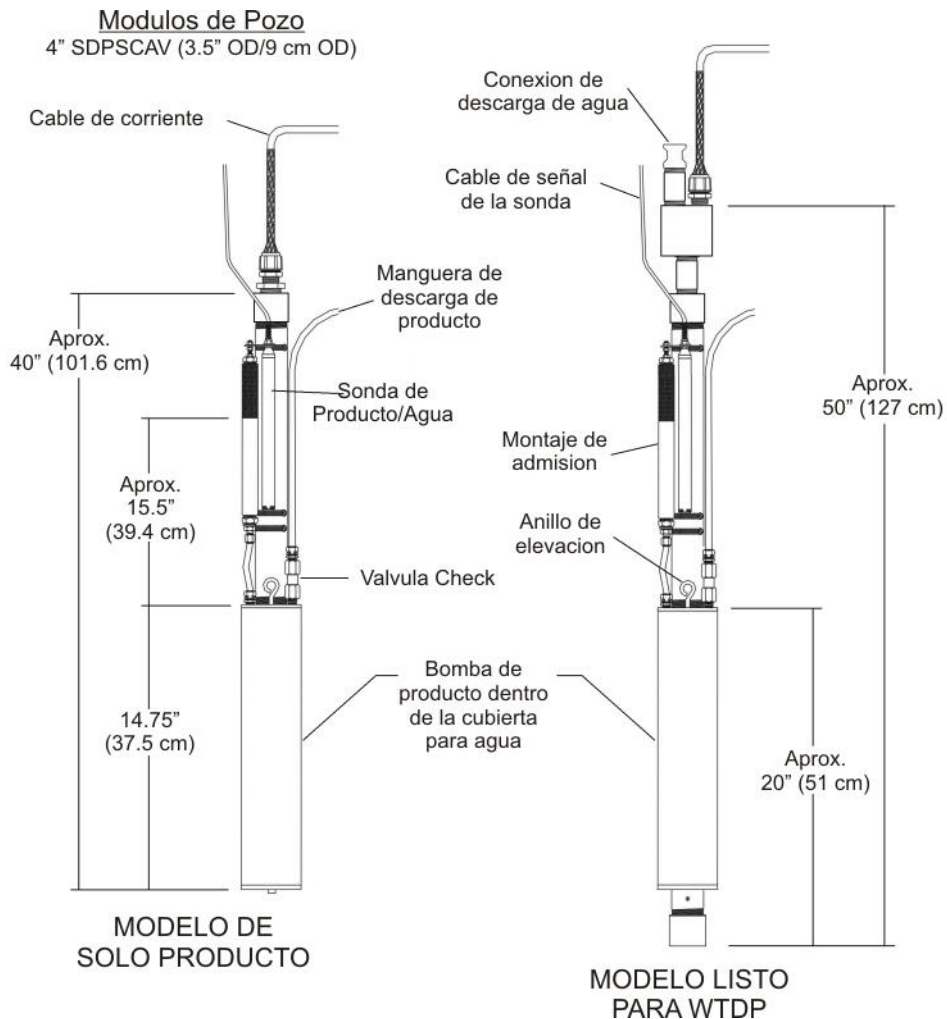 Modulos de Pozo
4” SDPSCAV (3.5” OD/9 cm OD)
Cable de corriente
Conexion de
descarga de agua
Cable de señal
de la sonda
Manguera de
descarga de
producto
Aprox.
40” (101.6 cm)
Sonda de
Producto/Agua
Aprox.
50” (127 cm)
Montaje de
admision
Aprox.
15.5”
(39.4 cm)
Anillo de
elevacion
Valvula Check
Bomba de
producto dentro
de la cubierta
para agua
14.75”
(37.5 cm)
Aprox.
20” (51 cm)
MODELO DE
SOLO PRODUCTO
MODELO LISTO
PARA WTDP